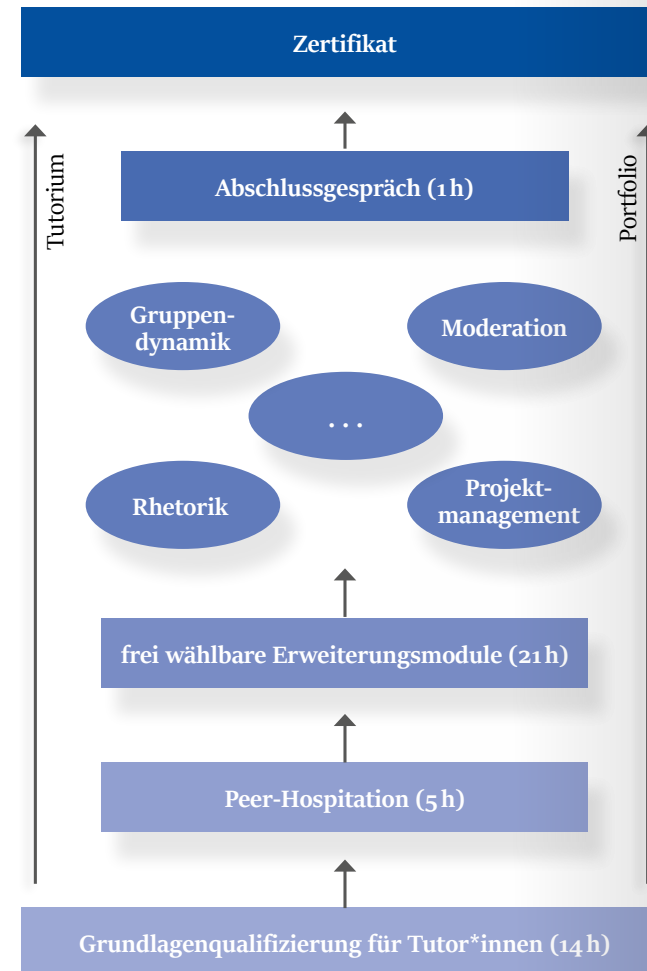 Zertifikat
Tutorium
Portfolio
Abschlussgespräch (1 h)
Gruppen-
dynamik
Moderation
...
Rhetorik
Projekt-
management
frei wählbare Erweiterungsmodule (21 h)
Peer-Hospitation (5 h)
Grundlagenqualifizierung für Tutor*innen (14 h)